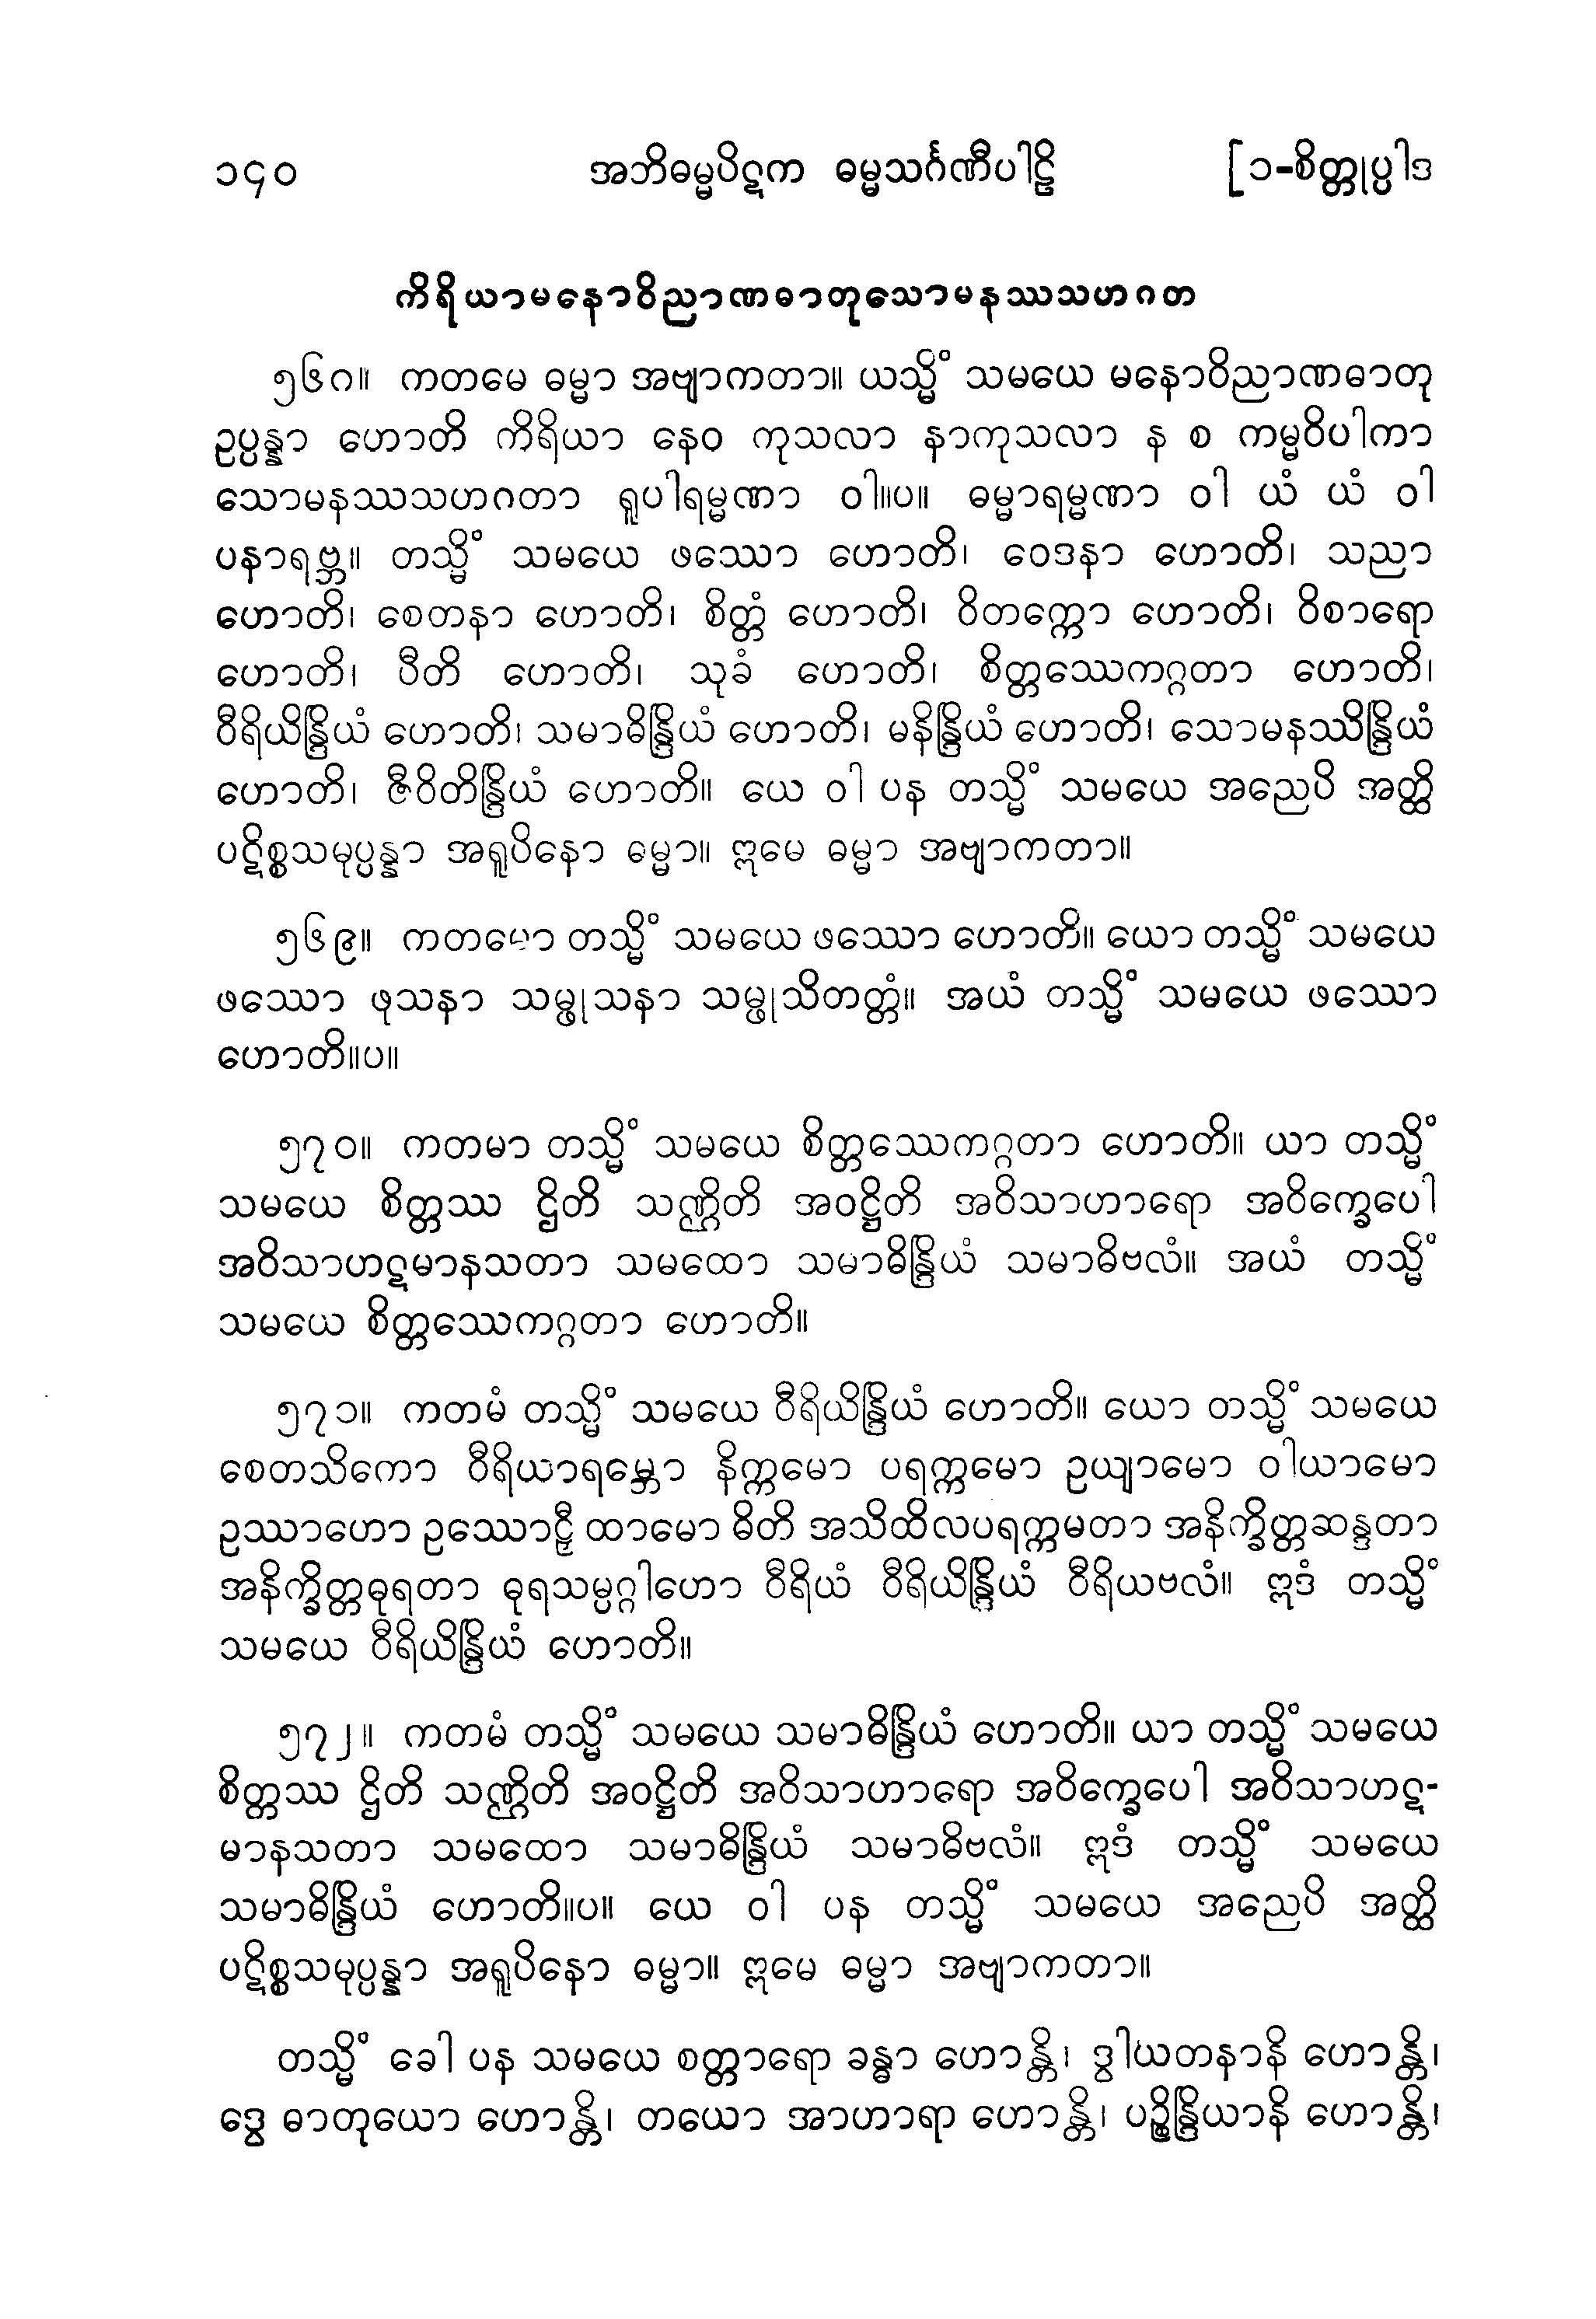 ၁၄၀ အဘိဓမ္မပိဋက ဓမ္မသင်္ဂဏီပါဠိ [၁-စိတ္တုပ္ပါဒ
ကိရိယာမနောဝိညာဏဓာတုသောမနဿသဟဂတ
၅၆၈။ ကတမေ ဓမ္မာ အဗျာကတာ။ ယသ္မိံ သမယေ မနောဝိညာဏဓာတု
ဥပ္ပန္နာ ဟောတိ ကိရိယာ နေဝ ကုသလာ နာကုသလာ န စ ကမ္မဝိပါကာ
သောမနဿသဟဂတာ ရူပါရမ္မဏာ ဝါ။ပ။ ဓမ္မာရမ္မဏာ ဝါ ယံ ယံ ဝါ
ပနာရဗ္ဘ။ တသ္မိံ သမယေ ဖဿော ဟောတိ၊ ဝေဒနာ ဟောတိ၊ သညာ
ဟောတိ၊ စေတနာ ဟောတိ၊ စိတ္တံ ဟောတိ၊ ဝိတက္ကော ဟောတိ၊ ဝိစာရော
ဟောတိ၊ ပီတိ ဟောတိ၊ သုခံ ဟောတိ၊ စိတ္တဿေကဂ္ဂတာ ဟောတိ၊
ဝီရိယိန္ဒြိယံ ဟောတိ၊ သမာဓိန္ဒြိယံ ဟောတိ၊ မနိန္ဒြိယံ ဟောတိ၊ သောမနဿိန္ဒြိယံ
ဟောတိ၊ ဇီဝိတိန္ဒြိယံ ဟောတိ။ ယေ ဝါ ပန တသ္မိံ သမယေ အညေပိ အတ္ထိ
ပဋိစ္စသမုပ္ပန္နာ အရူပိနော ဓမ္မာ။ ဣမေ ဓမ္မာ အဗျာကတာ။
၅၆၉။ ကတမော တသ္မိံ သမယေ ဖဿော ဟောတိ။ ယော တသ္မိံ သမယေ
ဖဿော ဖုသနာ သမ္ဖုသနာ သမ္ဖုသိတတ္တံ။ အယံ တသ္မိံ သမယေ ဖဿော
ဟောတိ။ပ။
၅၇၀။ ကတမာ တသ္မိံ သမယေ စိတ္တဿေကဂ္ဂတာ ဟောတိ။ ယာ တသ္မိံ
သမယေ စိတ္တဿ ဌိတိ သဏ္ဌိတိ အဝဋ္ဌိတိ အဝိသာဟာရော အဝိက္ခေပေါ
အဝိသာဟဋမာနသတာ သမထော သမာဓိန္ဒြိယံ သမာဓိဗလံ။ အယံ တသ္မိံ
သမယေ စိတ္တဿေကဂ္ဂတာ ဟောတိ။
၅၇၁။ ကတမံ တသ္မိံ သမယေ ဝီရိယိန္ဒြိယံ ဟောတိ။ ယော တသ္မိံ သမယေ
စေတသိကော ဝီရိယာရမ္ဘော နိက္ကမော ပရက္ကမော ဥယျာမော ဝါယာမော
ဥဿာဟော ဥဿောဠှီ ထာမော ဓိတိ အသိထိလပရက္ကမတာ အနိက္ခိတ္တဆန္ဒတာ
အနိက္ခိတ္တဓုရတာ ဓုရသမ္ပဂ္ဂါဟော ဝီရိယံ ဝီရိယိန္ဒြိယံ ဝီရိယဗလံ။ ဣဒံ တသ္မိံ
သမယေ ဝီရိယိန္ဒြိယံ ဟောတိ။
၅၇၂။ ကတမံ တသ္မိံ သမယေ သမာဓိန္ဒြိယံ ဟောတိ။ ယာ တသ္မိံ သမယေ
စိတ္တဿ ဌိတိ သဏ္ဌိတိ အဝဋ္ဌိတိ အဝိသာဟာရော အဝိက္ခေပေါ အဝိသာဟဋ-
မာနသတာ သမထော သမာဓိန္ဒြိယံ သမာဓိဗလံ။ ဣဒံ တသ္မိံ သမယေ
သမာဓိန္ဒြိယံ ဟောတိ။ပ။ ယေ ဝါ ပန တသ္မိံ သမယေ အညေပိ အတ္ထိ
ပဋိစ္စသမုပ္ပန္နာ အရူပိနော ဓမ္မာ။ ဣမေ ဓမ္မာ အဗျာကတာ။
တသ္မိံ ခေါ ပန သမယေ စတ္တာရော ခန္ဓာ ဟောန္တိ၊ ဒွါယတနာနိ ဟောန္တိ၊
ဒွေ ဓာတုယော ဟောန္တိ၊ တယော အာဟာရာ ဟောန္တိ၊ ပဉ္စိန္ဒြိယာနိ ဟောန္တိ၊